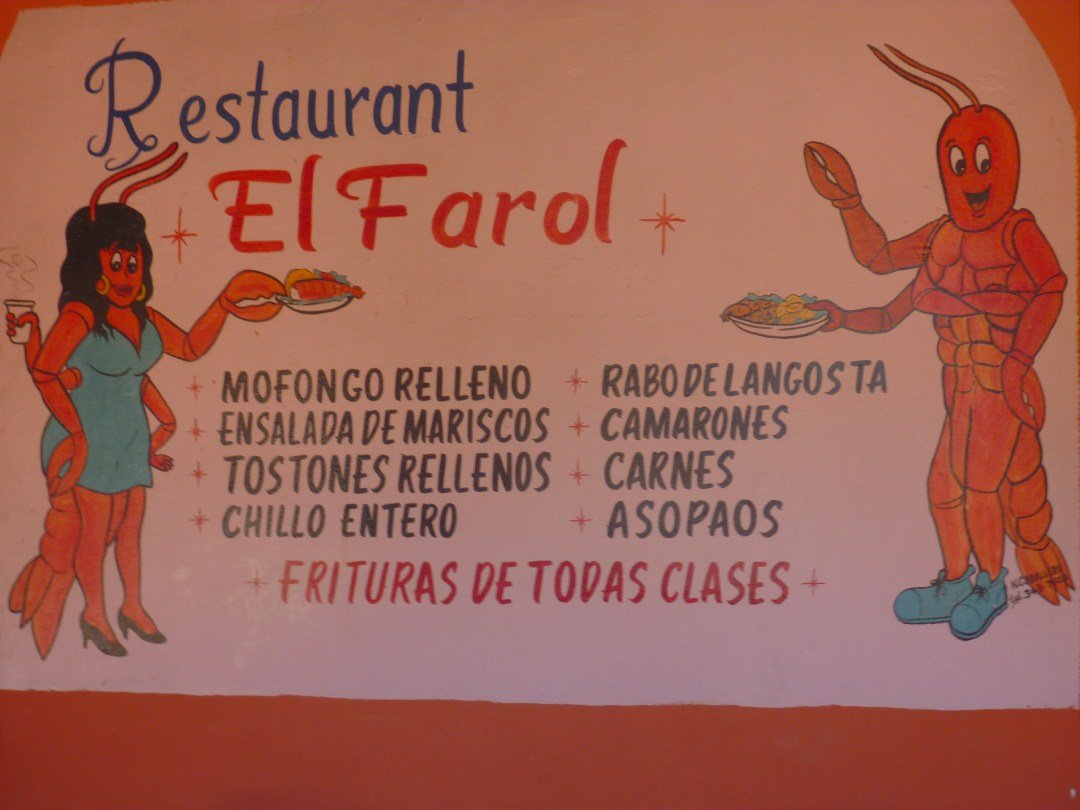 Restaurant
El Farol
MOFONGO RELLENO
ENSALADA DE MARISCOS
TOSTONES RELLENOS
CHILLO ENTERO
RABO DE LANGOSTA
CAMARONES
CARNES
ASOPAOS
FRITURAS DE TODAS CLASES